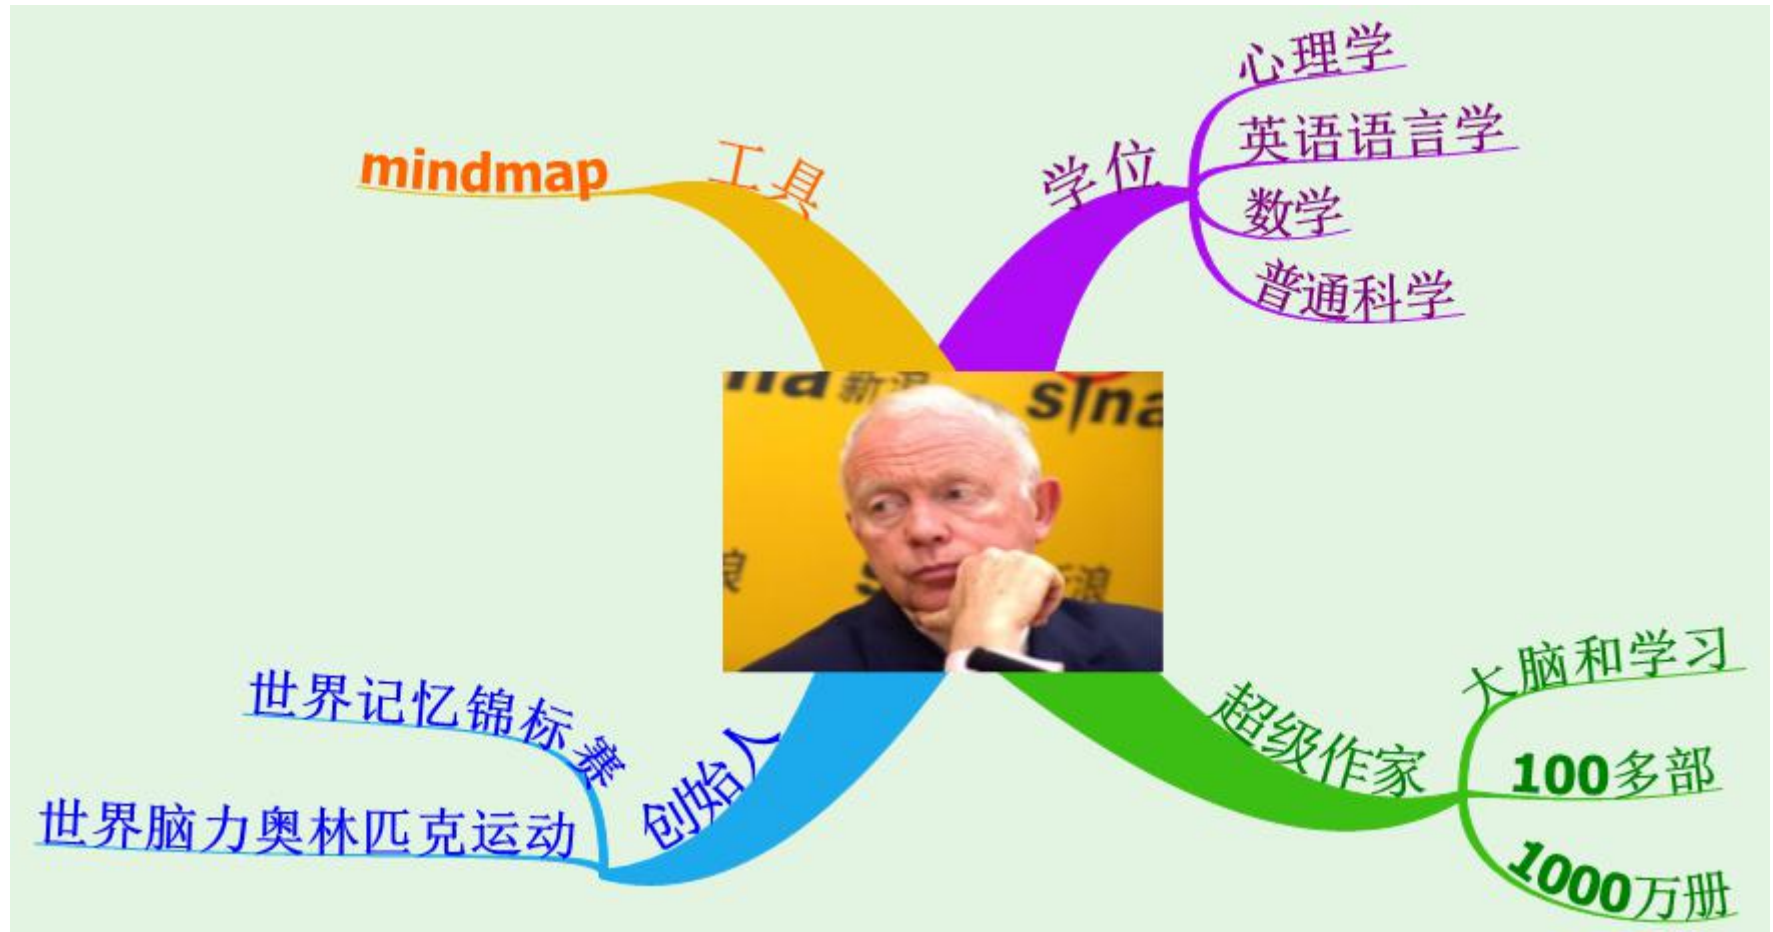 mindmap
工具
学位
心理学
英语语言学
数学
普通科学
新浪
sina
创始人
世界记忆锦标赛
世界脑力奥林匹克运动
超级作家
大脑和学习
100多部
1000万册